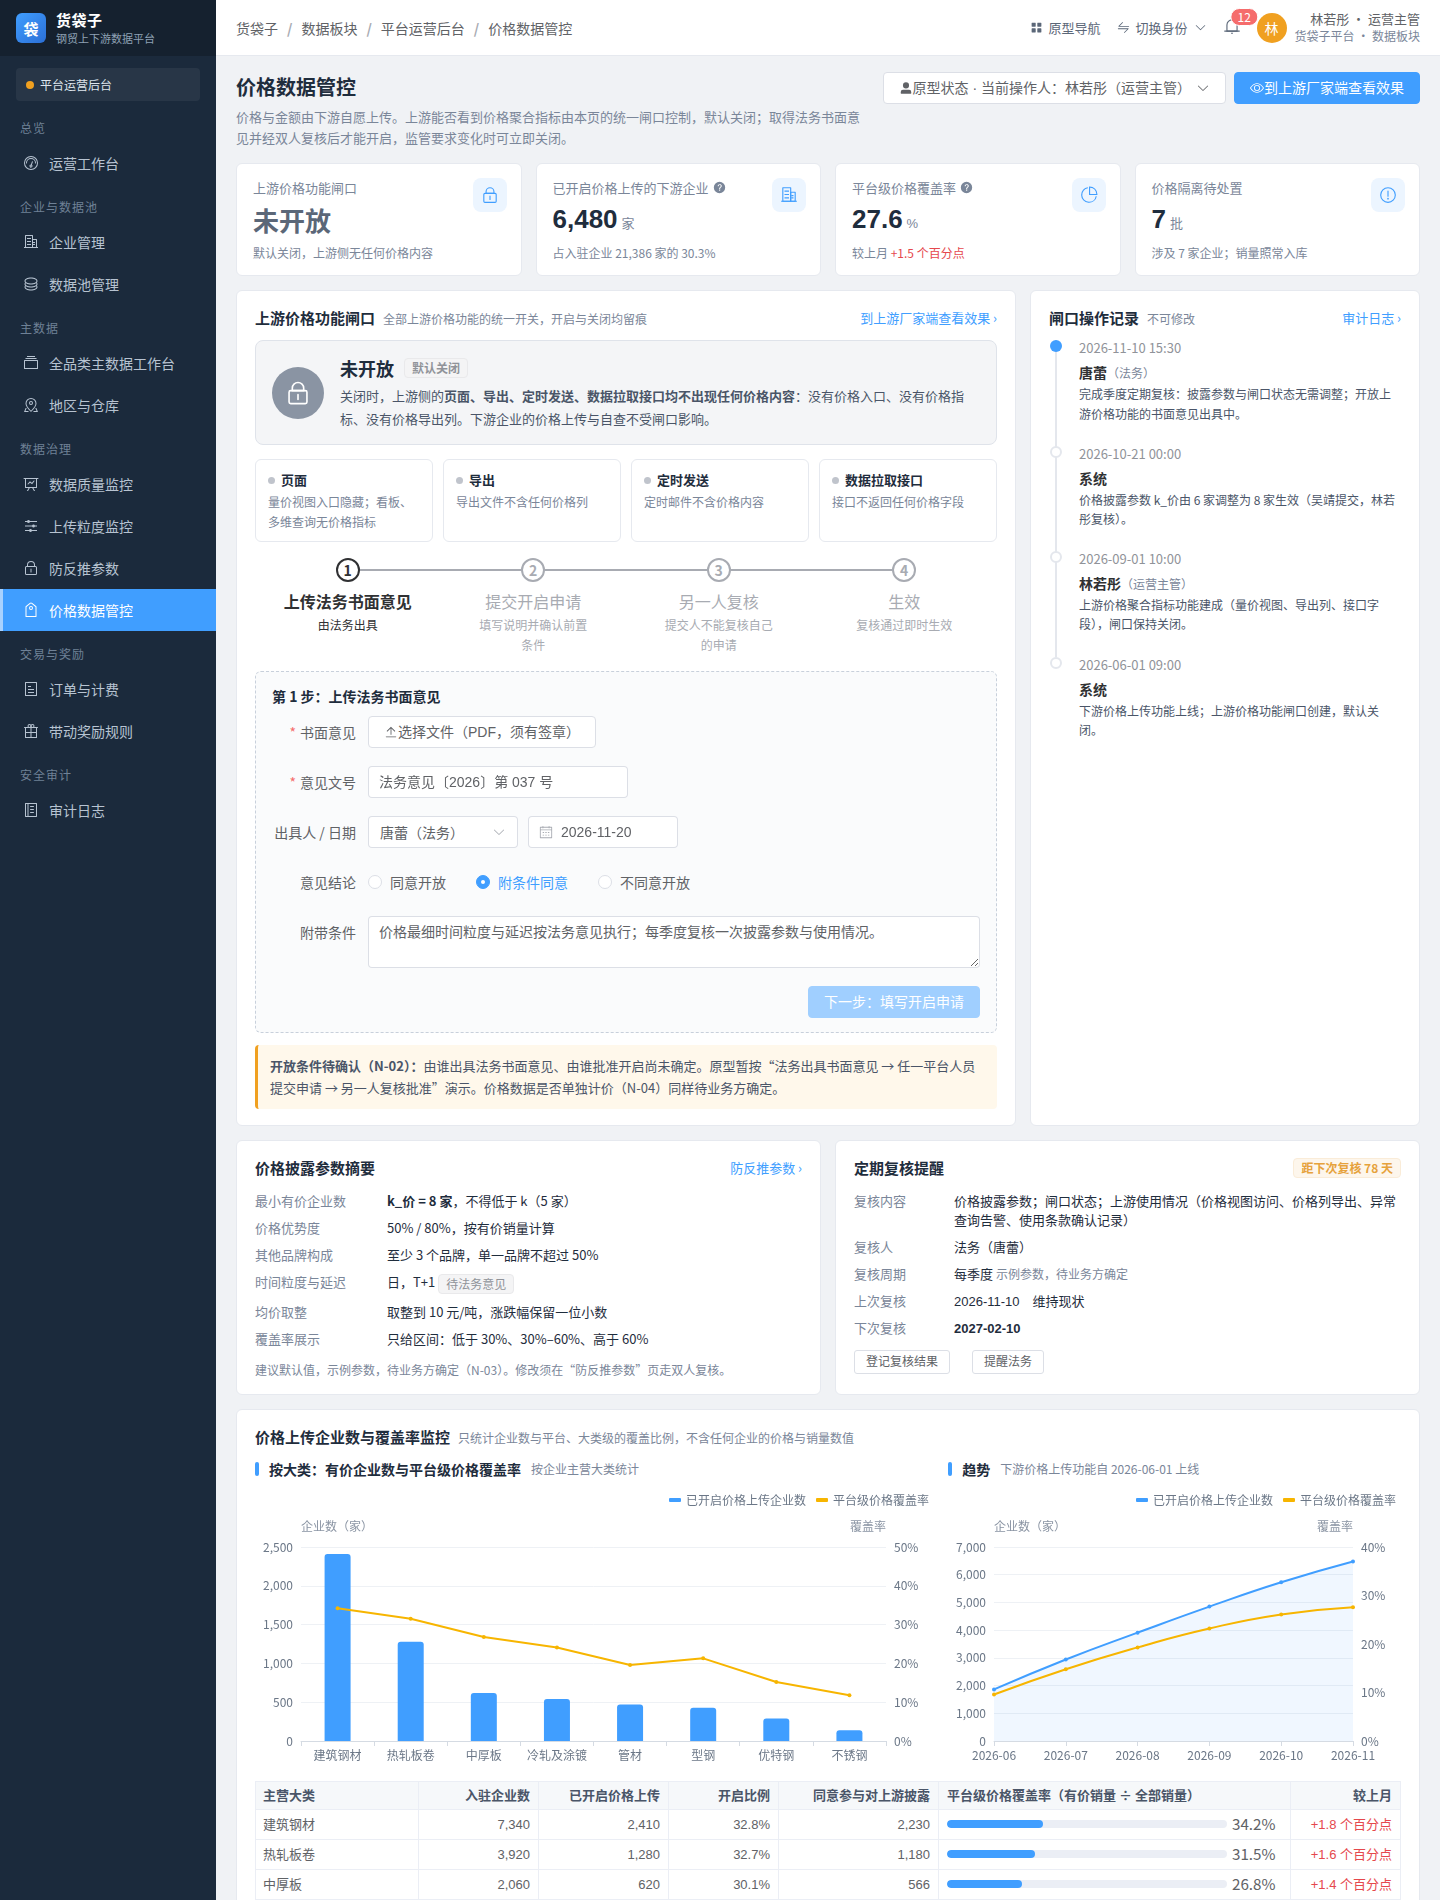 袋
货袋子
钢贸上下游数据平台
平台运营后台
总览
运营工作台
企业与数据池
企业管理
数据池管理
主数据
全品类主数据工作台
地区与仓库
数据治理
数据质量监控
上传粒度监控
防反推参数
价格数据管控
交易与奖励
订单与计费
带动奖励规则
安全审计
审计日志
货袋子 / 数据板块 / 平台运营后台 / 价格数据管控
原型导航
切换身份
12
林
林若彤 · 运营主管
货袋子平台 · 数据板块
价格数据管控
价格与金额由下游自愿上传。上游能否看到价格聚合指标由本页的统一闸口控制，默认关闭；取得法务书面意
见并经双人复核后才能开启，监管要求变化时可立即关闭。
原型状态 · 当前操作人：林若彤（运营主管）
到上游厂家端查看效果
上游价格功能闸口
未开放
默认关闭，上游侧无任何价格内容
已开启价格上传的下游企业 ?
6,480 家
占入驻企业 21,386 家的 30.3%
平台级价格覆盖率 ?
27.6 %
较上月 +1.5 个百分点
价格隔离待处置
7 批
涉及 7 家企业；销量照常入库
上游价格功能闸口 全部上游价格功能的统一开关，开启与关闭均留痕
到上游厂家端查看效果 ›
未开放 默认关闭
关闭时，上游侧的页面、导出、定时发送、数据拉取接口均不出现任何价格内容：没有价格入口、没有价格指
标、没有价格导出列。下游企业的价格上传与自查不受闸口影响。
页面
量价视图入口隐藏；看板、
多维查询无价格指标
导出
导出文件不含任何价格列
定时发送
定时邮件不含价格内容
数据拉取接口
接口不返回任何价格字段
1
上传法务书面意见
由法务出具
2
提交开启申请
填写说明并确认前置
条件
3
另一人复核
提交人不能复核自己
的申请
4
生效
复核通过即时生效
第 1 步：上传法务书面意见
* 书面意见
选择文件（PDF，须有签章）
* 意见文号
法务意见〔2026〕第 037 号
出具人 / 日期
唐蕾（法务）
2026-11-20
意见结论
同意开放
附条件同意
不同意开放
附带条件
价格最细时间粒度与延迟按法务意见执行；每季度复核一次披露参数与使用情况。
下一步：填写开启申请
开放条件待确认（N-02）：由谁出具法务书面意见、由谁批准开启尚未确定。原型暂按“法务出具书面意见 → 任一平台人员
提交申请 → 另一人复核批准”演示。价格数据是否单独计价（N-04）同样待业务方确定。
闸口操作记录 不可修改
审计日志 ›
2026-11-10 15:30
唐蕾（法务）
完成季度定期复核：披露参数与闸口状态无需调整；开放上
游价格功能的书面意见出具中。
2026-10-21 00:00
系统
价格披露参数 k_价由 6 家调整为 8 家生效（吴靖提交，林若
彤复核）。
2026-09-01 10:00
林若彤（运营主管）
上游价格聚合指标功能建成（量价视图、导出列、接口字
段），闸口保持关闭。
2026-06-01 09:00
系统
下游价格上传功能上线；上游价格功能闸口创建，默认关
闭。
价格披露参数摘要
防反推参数 ›
最小有价企业数
k_价 = 8 家，不得低于 k（5 家）
价格优势度
50% / 80%，按有价销量计算
其他品牌构成
至少 3 个品牌，单一品牌不超过 50%
时间粒度与延迟
日，T+1 待法务意见
均价取整
取整到 10 元/吨，涨跌幅保留一位小数
覆盖率展示
只给区间：低于 30%、30%–60%、高于 60%
建议默认值，示例参数，待业务方确定（N-03）。修改须在“防反推参数”页走双人复核。
定期复核提醒
距下次复核 78 天
复核内容
价格披露参数；闸口状态；上游使用情况（价格视图访问、价格列导出、异常
查询告警、使用条款确认记录）
复核人
法务（唐蕾）
复核周期
每季度 示例参数，待业务方确定
上次复核
2026-11-10 维持现状
下次复核
2027-02-10
登记复核结果
提醒法务
价格上传企业数与覆盖率监控 只统计企业数与平台、大类级的覆盖比例，不含任何企业的价格与销量数值
按大类：有价企业数与平台级价格覆盖率 按企业主营大类统计
已开启价格上传企业数 平台级价格覆盖率
企业数（家） 覆盖率
2,500 50%
2,000 40%
1,500 30%
1,000 20%
500 10%
0 0%
建筑钢材 热轧板卷 中厚板 冷轧及涂镀 管材 型钢 优特钢 不锈钢
趋势 下游价格上传功能自 2026-06-01 上线
已开启价格上传企业数 平台级价格覆盖率
企业数（家） 覆盖率
7,000 40%
6,000
5,000 30%
4,000
3,000 20%
2,000
1,000 10%
0 0%
2026-06 2026-07 2026-08 2026-09 2026-10 2026-11
主营大类 入驻企业数 已开启价格上传 开启比例 同意参与对上游披露 平台级价格覆盖率（有价销量 ÷ 全部销量） 较上月
建筑钢材 7,340 2,410 32.8% 2,230 34.2% +1.8 个百分点
热轧板卷 3,920 1,280 32.7% 1,180 31.5% +1.6 个百分点
中厚板 2,060 620 30.1% 566 26.8% +1.4 个百分点